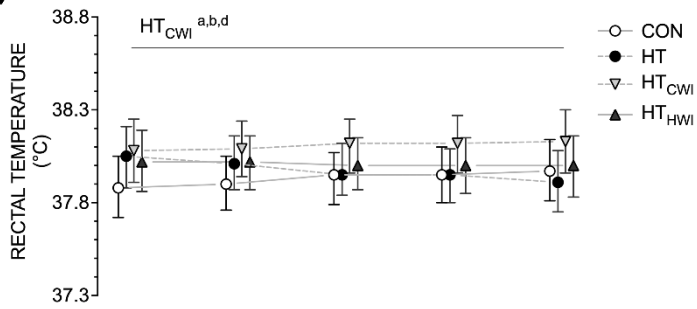 38.8
38.3
37.8
37.3
RECTAL TEMPERATURE
(°C)
HTCWI a,b,d
CON
HT
HTCWI
HTHWI